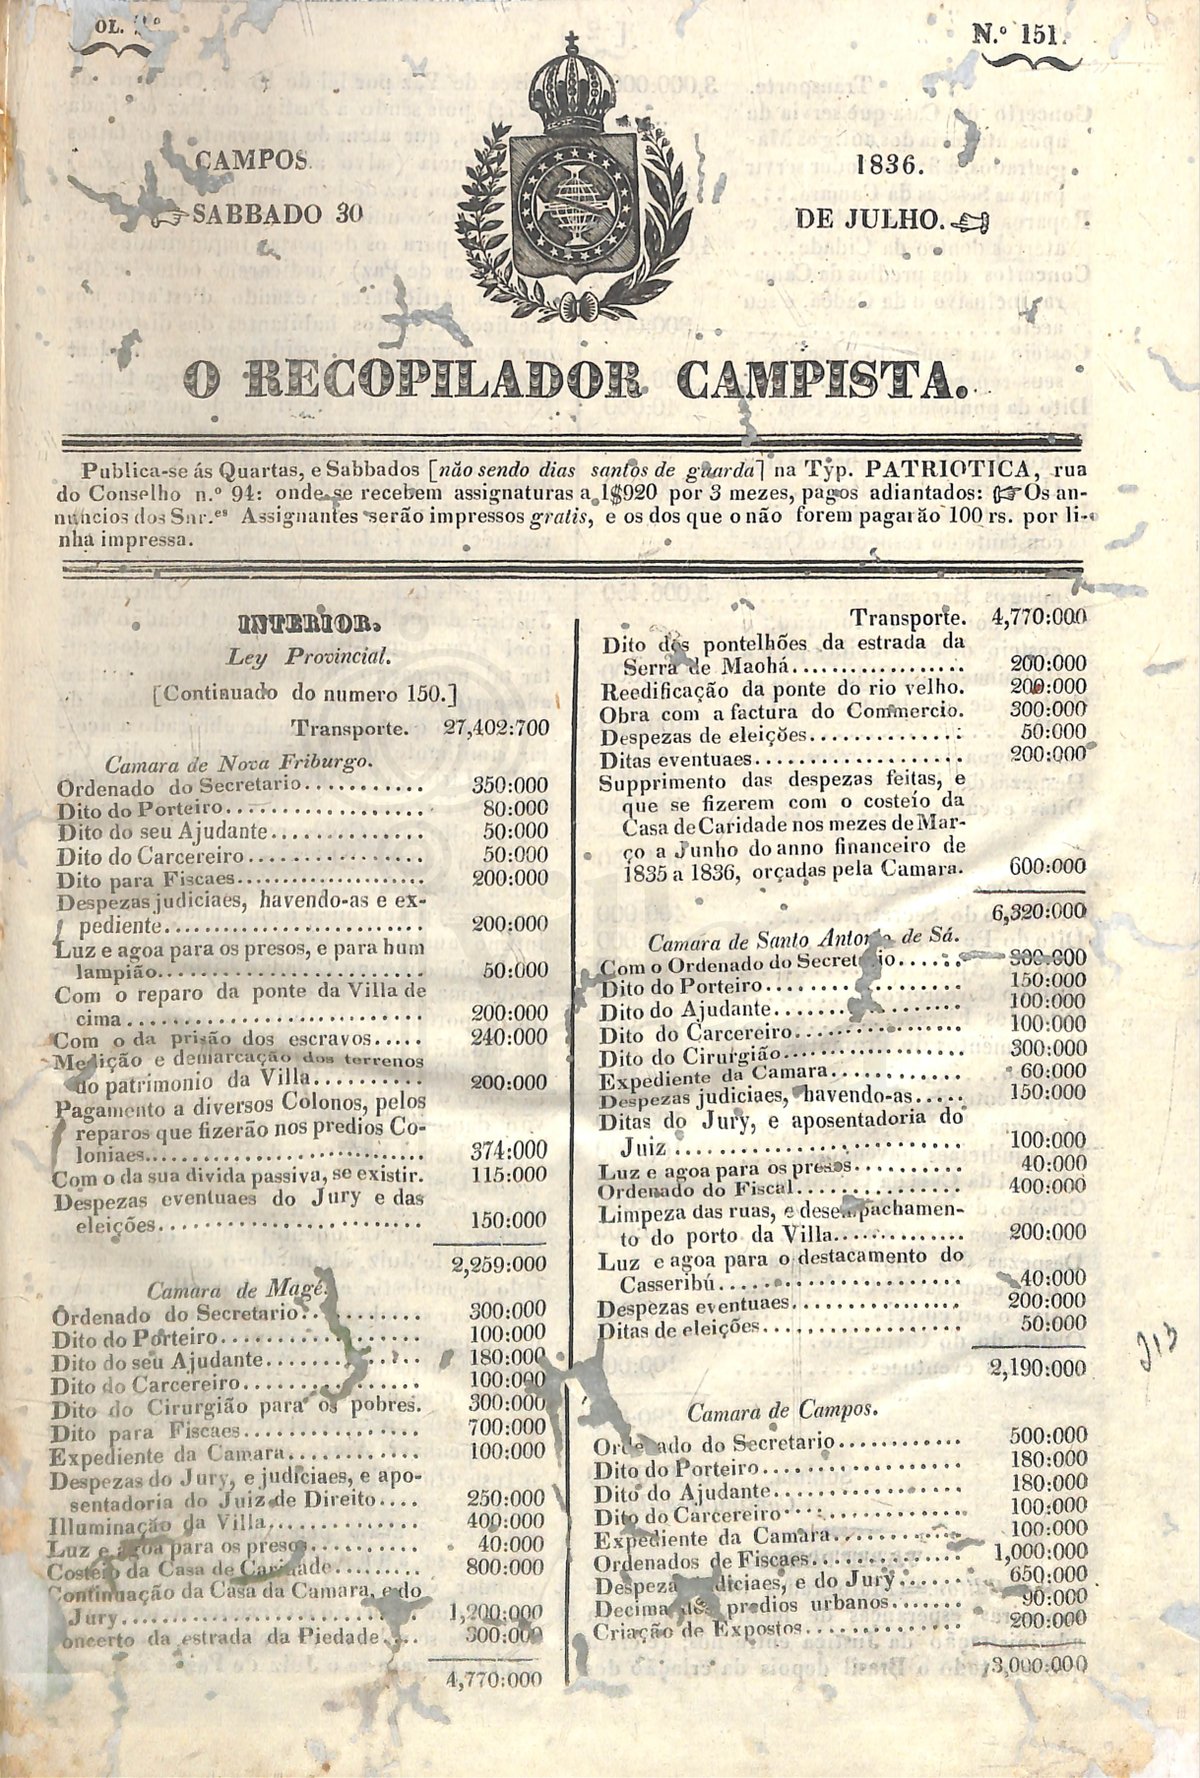 OL.
N.º 151.
CAMPOS
SABBADO 30
1836.
DE JULHO.
O RECOPILADOR CAMPISTA.
Publica-se ás Quartas, e Sabbados [não sendo dias santos de guarda] na Typ. PATRIOTICA, rua
do Conselho n.º 94: onde se recebem assignaturas a 1$920 por 3 mezes, pagos adiantados: Os an-
nuncios dos Snr.es Assignantes serão impressos gratis, e os dos que o não forem pagarão 100 rs. por li-
nha impressa.
INTERIOR.
Ley Provincial.
[Continuado do numero 150.]
Transporte. 27,402:700
Camara de Nova Friburgo.
Ordenado do Secretario........... 350:000
Dito do Porteiro.................. 80:000
Dito do seu Ajudante.............. 50:000
Dito do Carcereiro................ 50:000
Dito para Fiscaes................. 200:000
Despezas judiciaes, havendo-as e ex-
pediente........................ 200:000
Luz e agoa para os presos, e para hum
lampião........................ 50:000
Com o reparo da ponte da Villa de
cima........................... 200:000
Com o da prisão dos escravos..... 240:000
Medição e demarcação dos terrenos
do patrimonio da Villa.......... 200:000
Pagamento a diversos Colonos, pelos
reparos que fizerão nos predios Co-
loniaes......................... 374:000
Com o da sua divida passiva, se existir. 115:000
Despezas eventuaes do Jury e das
eleições........................ 150:000
2,259:000
Camara de Magé.
Ordenado do Secretario........... 300:000
Dito do Porteiro.................. 100:000
Dito do seu Ajudante.............. 180:000
Dito do Carcereiro................ 100:000
Dito do Cirurgião para os pobres. 300:000
Dito para Fiscaes................. 700:000
Expediente da Camara............. 100:000
Despezas do Jury, e judiciaes, e apo-
sentadoria do Juiz de Direito.... 250:000
Illuminação da Villa.............. 400:000
Luz e agoa para os presos......... 40:000
Costeio da Casa de Caridade....... 800:000
Continuação da Casa da Camara, e do
Jury........................... 1,200:000
oncerto da estrada da Piedade.... 300:000
4,770:000
Transporte. 4,770:000
Dito dos pontelhões da estrada da
Serra de Maohá................. 200:000
Reedificação da ponte do rio velho. 200:000
Obra com a factura do Commercio. 300:000
Despezas de eleições.............. 50:000
Ditas eventuaes................... 200:000
Supprimento das despezas feitas, e
que se fizerem com o costeio da
Casa de Caridade nos mezes de Mar-
ço a Junho do anno financeiro de
1835 a 1836, orçadas pela Camara. 600:000
6,320:000
Camara de Santo Antonio de Sá.
Com o Ordenado do Secretario...... 300:000
Dito do Porteiro.................. 150:000
Dito do Ajudante.................. 100:000
Dito do Carcereiro................ 100:000
Dito do Cirurgião................. 300:000
Expediente da Camara............. 60:000
Despezas judiciaes, havendo-as..... 150:000
Ditas do Jury, e aposentadoria do
Juiz ........................... 100:000
Luz e agoa para os presos.......... 40:000
Ordenado do Fiscal................ 400:000
Limpeza das ruas, e desempachamen-
to do porto da Villa............. 200:000
Luz e agoa para o destacamento do
Casseribú....................... 40:000
Despezas eventuaes................ 200:000
Ditas de eleições.................. 50:000
2,190:000
Camara de Campos.
Ordenado do Secretario............ 500:000
Dito do Porteiro.................. 180:000
Dito do Ajudante.................. 180:000
Dito do Carcereiro................ 100:000
Expediente da Camara............. 100:000
Ordenados de Fiscaes.............. 1,000:000
Despezas judiciaes, e do Jury...... 650:000
Decima dos predios urbanos........ 90:000
Criação de Expostos............... 200:000
3,000:000
313